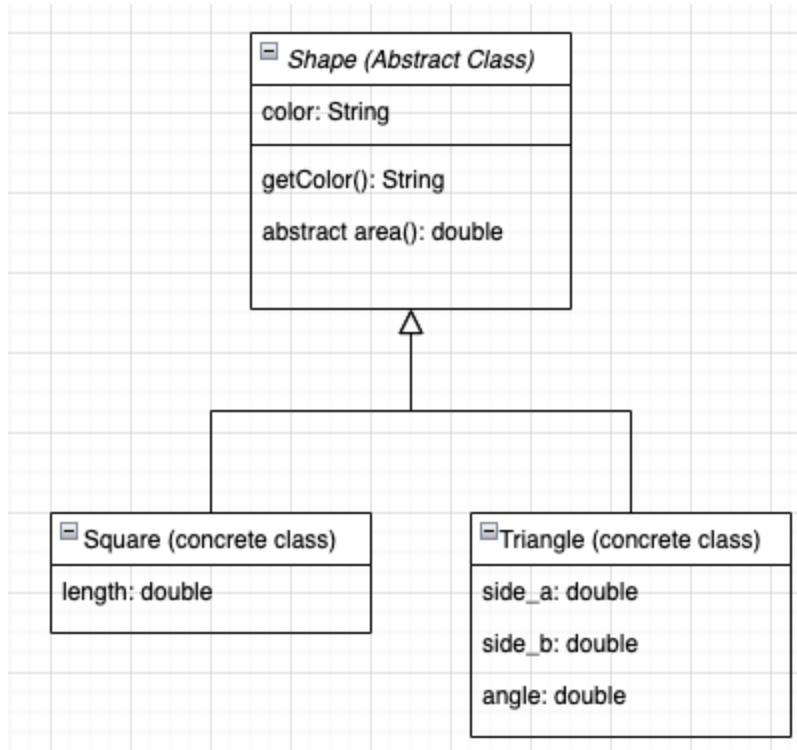 Shape (Abstract Class)
color: String
getColor(): String
abstract area(): double
Square (concrete class)
length: double
Triangle (concrete class)
side_a: double
side_b: double
angle: double